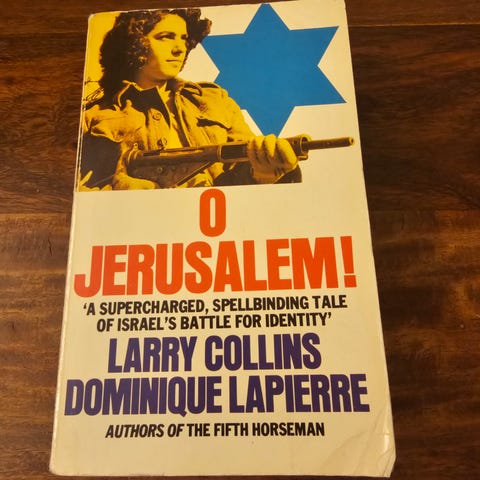 O
JERUSALEM!
'A SUPERCHARGED, SPELLBINDING TALE
OF ISRAEL'S BATTLE FOR IDENTITY'
LARRY COLLINS
DOMINIQUE LAPIERRE
AUTHORS OF THE FIFTH HORSEMAN